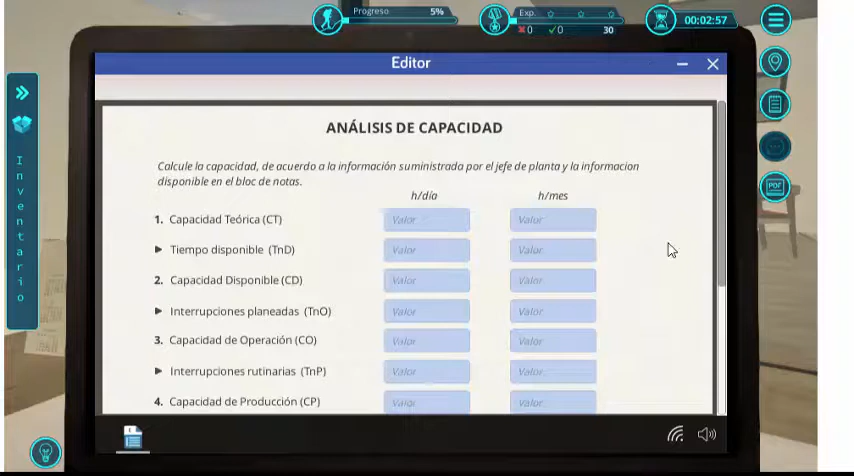 Progreso 5%
Exp.
0 0 30
00:02:57
Editor
Inventario
PDF
ANÁLISIS DE CAPACIDAD
Calcule la capacidad, de acuerdo a la información suministrada por el jefe de planta y la informacion
disponible en el bloc de notas.
h/día h/mes
1. Capacidad Teórica (CT) Valor Valor
Tiempo disponible (TnD) Valor Valor
2. Capacidad Disponible (CD) Valor Valor
Interrupciones planeadas (TnO) Valor Valor
3. Capacidad de Operación (CO) Valor Valor
Interrupciones rutinarias (TnP) Valor Valor
4. Capacidad de Producción (CP) Valor Valor